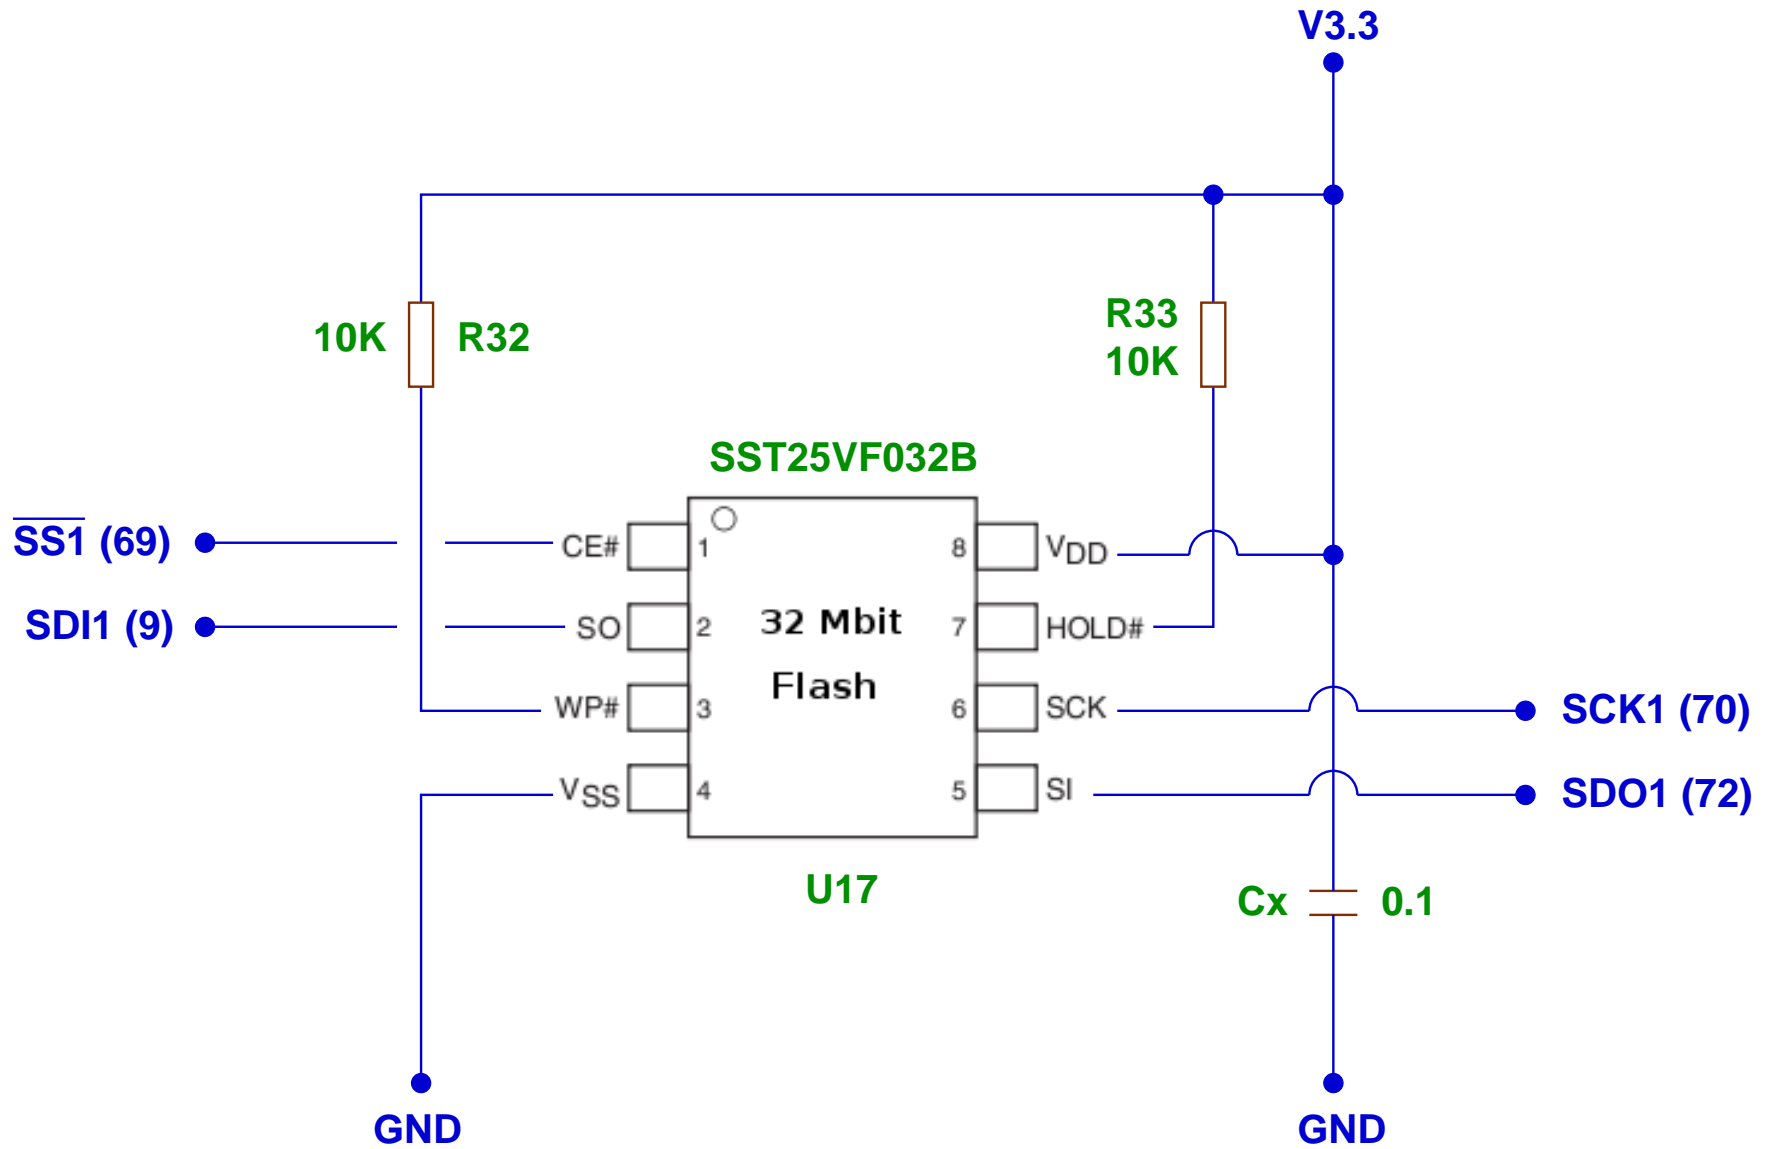 V3.3
10K
R32
R33
10K
SST25VF032B
SS1 (69)
CE#
1
8
VDD
SDI1 (9)
SO
2
32 Mbit
7
HOLD#
Flash
WP#
3
6
SCK
SCK1 (70)
VSS
4
5
SI
SDO1 (72)
U17
Cx
0.1
GND
GND